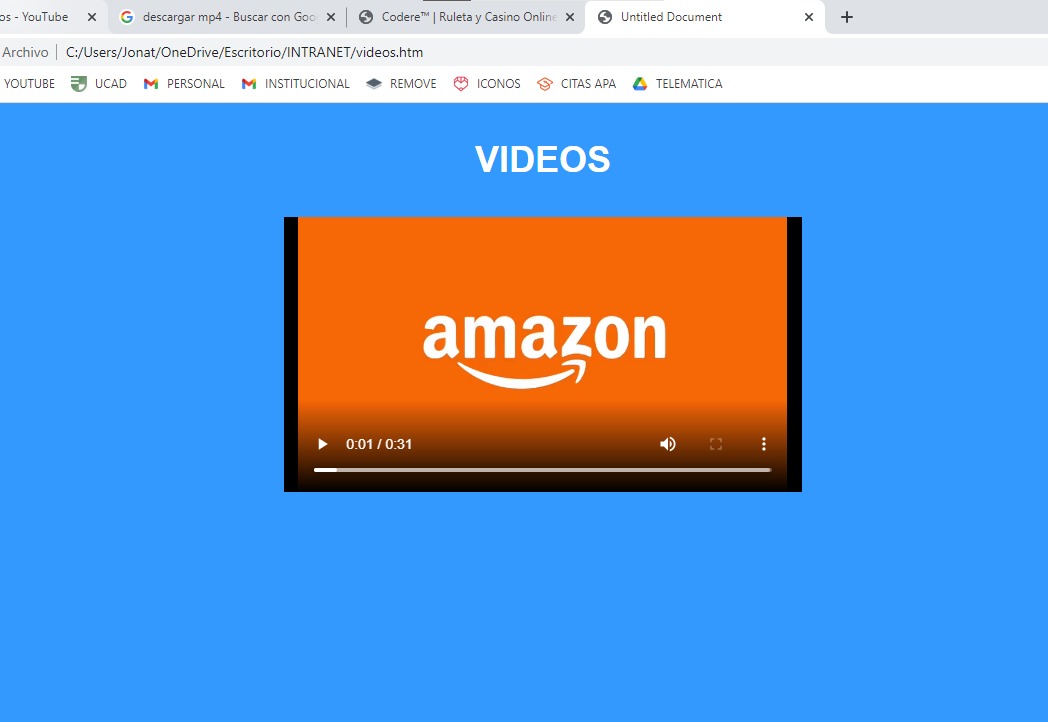 os - YouTube
descargar mp4 - Buscar con Goo
Codere™ | Ruleta y Casino Online
Untitled Document
Archivo
C:/Users/Jonat/OneDrive/Escritorio/INTRANET/videos.htm
YOUTUBE
UCAD
PERSONAL
INSTITUCIONAL
REMOVE
ICONOS
CITAS APA
TELEMATICA
VIDEOS
amazon
0:01 / 0:31